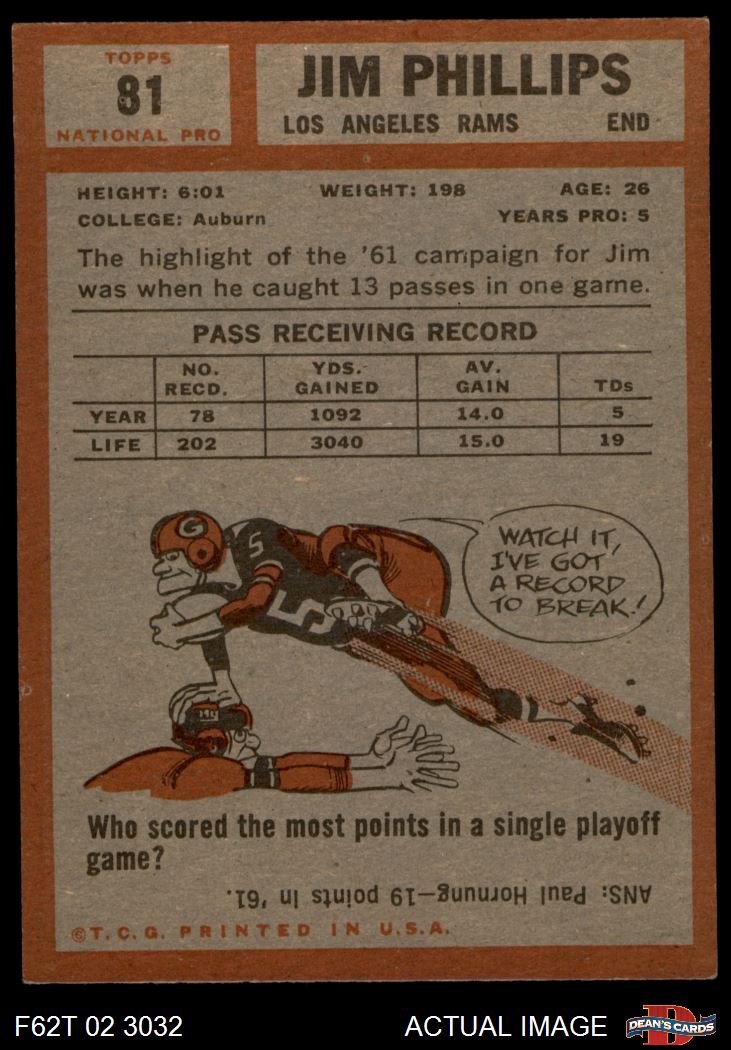 TOPPS
81
NATIONAL PRO
JIM PHILLIPS
LOS ANGELES RAMS END
HEIGHT: 6:01 WEIGHT: 198 AGE: 26
COLLEGE: Auburn YEARS PRO: 5
The highlight of the '61 campaign for Jim
was when he caught 13 passes in one game.
PASS RECEIVING RECORD
NO. RECD. YDS. GAINED AV. GAIN TDs
YEAR 78 1092 14.0 5
LIFE 202 3040 15.0 19
G
5
5
WATCH IT,
I'VE GOT
A RECORD
TO BREAK!
Who scored the most points in a single playoff
game?
ANS: Paul Hornung—19 points in '61.
©T.C.G. PRINTED IN U.S.A.
F62T 02 3032 ACTUAL IMAGE
D
DEAN'S CARDS